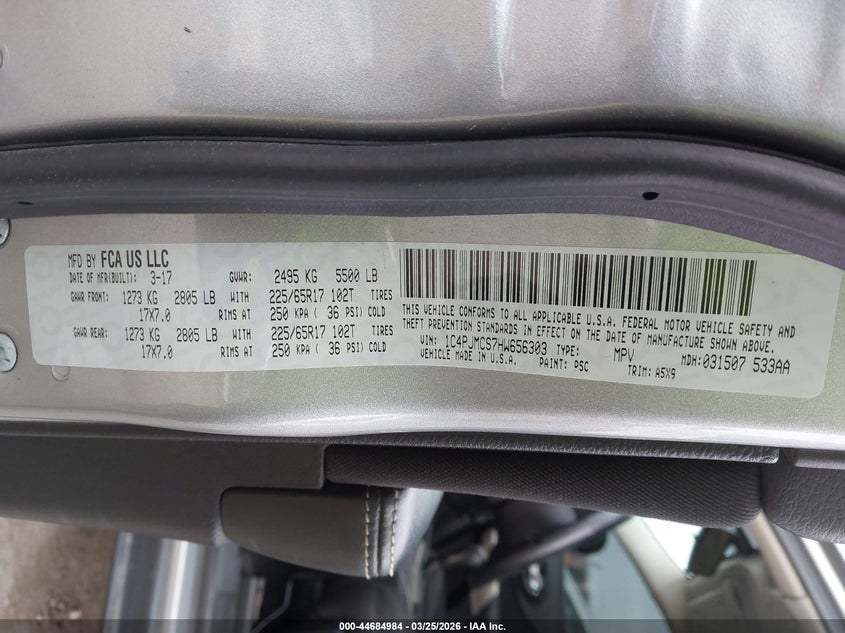 MFD BY FCA US LLC
DATE OF MFR(BUILT): 3-17 GVWR: 2495 KG 5500 LB
GAWR FRONT: 1273 KG 2805 LB WITH 225/65R17 102T TIRES
17X7.0 RIMS AT 250 KPA ( 36 PSI) COLD
GAWR REAR: 1273 KG 2805 LB WITH 225/65R17 102T TIRES
17X7.0 RIMS AT 250 KPA ( 36 PSI) COLD
THIS VEHICLE CONFORMS TO ALL APPLICABLE U.S.A. FEDERAL MOTOR VEHICLE SAFETY AND
THEFT PREVENTION STANDARDS IN EFFECT ON THE DATE OF MANUFACTURE SHOWN ABOVE.
VIN: 1C4PJMCS7HW656303 TYPE: MPV MDH:031507 533AA
VEHICLE MADE IN U.S.A. PAINT: PSC TRIM: A5X9
000-44684984 | 03/25/2026 | IAA Inc.